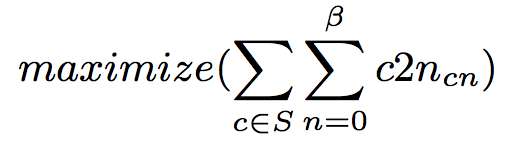 maximize(∑_{c∈S} ∑_{n=0}^{β} c2n_{cn})